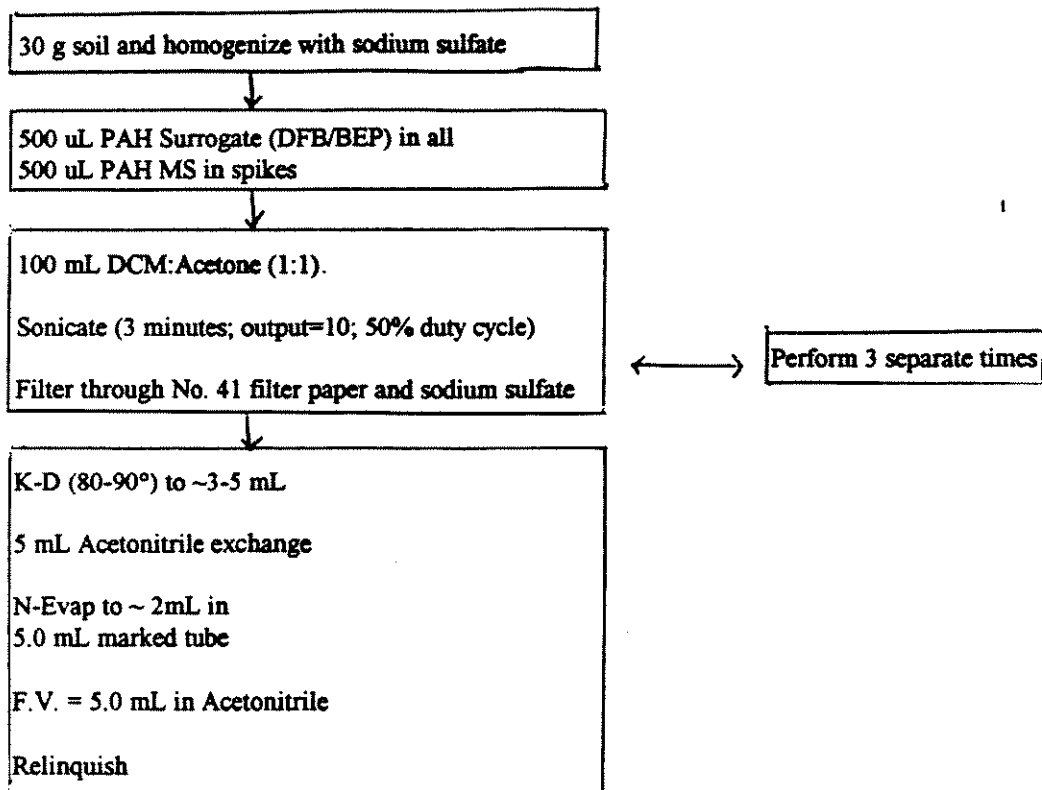 30 g soil and homogenize with sodium sulfate
500 uL PAH Surrogate (DFB/BEP) in all
500 uL PAH MS in spikes
100 mL DCM:Acetone (1:1).
Sonicate (3 minutes; output=10; 50% duty cycle)
Filter through No. 41 filter paper and sodium sulfate
Perform 3 separate times
K-D (80-90°) to ~3-5 mL
5 mL Acetonitrile exchange
N-Evap to ~ 2mL in
5.0 mL marked tube
F.V. = 5.0 mL in Acetonitrile
Relinquish